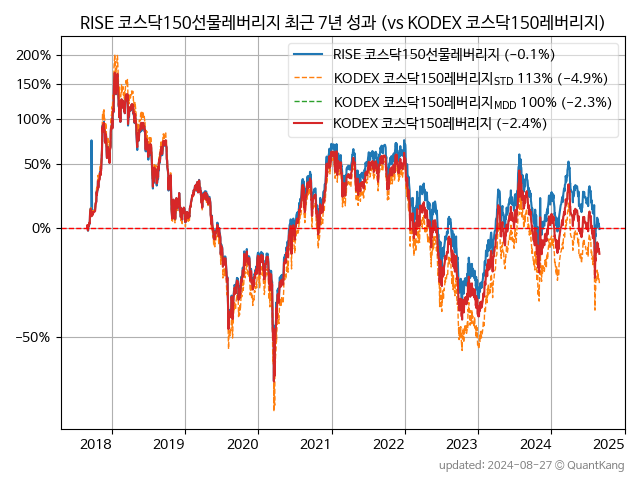 RISE 코스닥150선물레버리지 최근 7년 성과 (vs KODEX 코스닥150레버리지)
RISE 코스닥150선물레버리지 (−0.1%)
KODEX 코스닥150레버리지STD 113% (−4.9%)
KODEX 코스닥150레버리지MDD 100% (−2.3%)
KODEX 코스닥150레버리지 (−2.4%)
200%
150%
100%
50%
0%
−50%
2018 2019 2020 2021 2022 2023 2024 2025
updated: 2024-08-27 © QuantKang